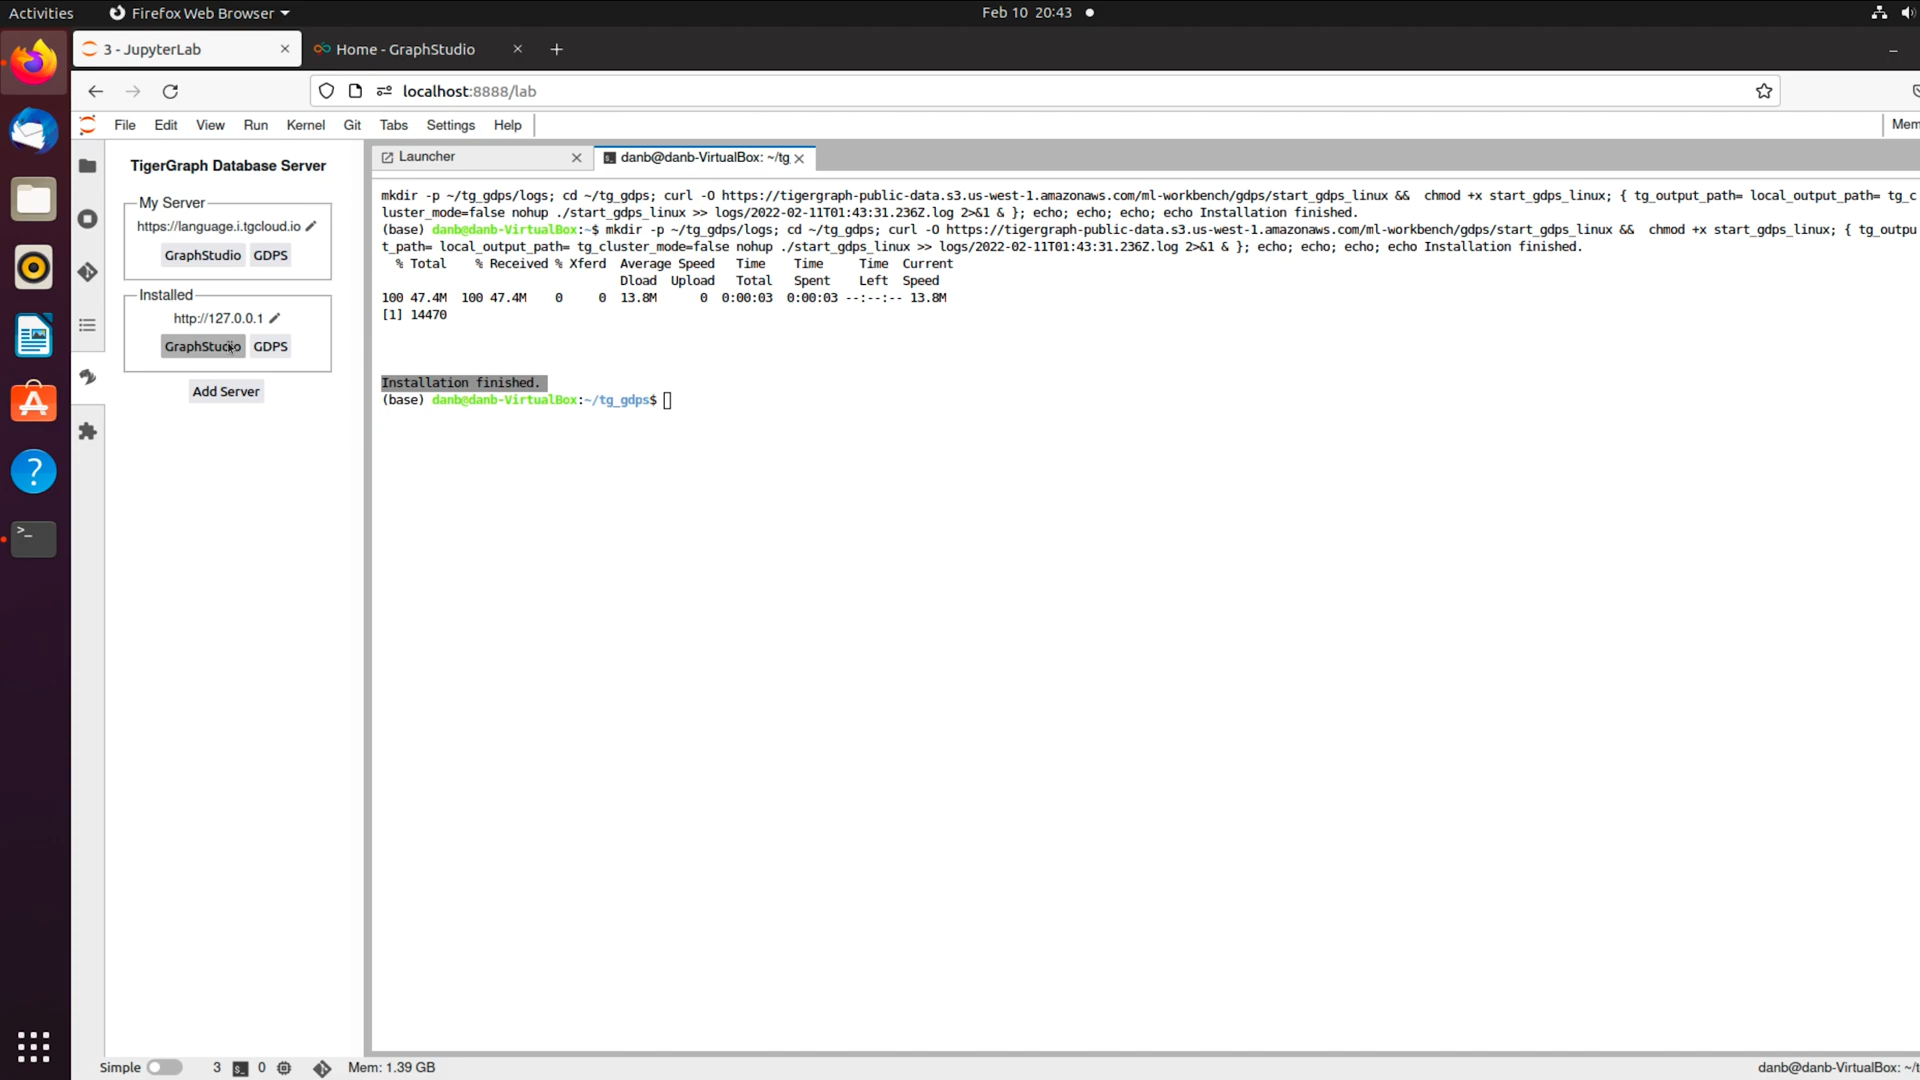 Activities Firefox Web Browser Feb 10 20:43
3 - JupyterLab Home - GraphStudio
localhost:8888/lab
File Edit View Run Kernel Git Tabs Settings Help Mem
TigerGraph Database Server
My Server
https://language.i.tgcloud.io
GraphStudio GDPS
Installed
http://127.0.0.1
GraphStudio GDPS
Add Server
Launcher danb@danb-VirtualBox: ~/tg
mkdir -p ~/tg_gdps/logs; cd ~/tg_gdps; curl -O https://tigergraph-public-data.s3.us-west-1.amazonaws.com/ml-workbench/gdps/start_gdps_linux && chmod +x start_gdps_linux; { tg_output_path= local_output_path= tg_c
luster_mode=false nohup ./start_gdps_linux >> logs/2022-02-11T01:43:31.236Z.log 2>&1 & }; echo; echo; echo; echo Installation finished.
(base) danb@danb-VirtualBox:~$ mkdir -p ~/tg_gdps/logs; cd ~/tg_gdps; curl -O https://tigergraph-public-data.s3.us-west-1.amazonaws.com/ml-workbench/gdps/start_gdps_linux && chmod +x start_gdps_linux; { tg_outpu
t_path= local_output_path= tg_cluster_mode=false nohup ./start_gdps_linux >> logs/2022-02-11T01:43:31.236Z.log 2>&1 & }; echo; echo; echo; echo Installation finished.
% Total % Received % Xferd Average Speed Time Time Time Current
Dload Upload Total Spent Left Speed
100 47.4M 100 47.4M 0 0 13.8M 0 0:00:03 0:00:03 --:--:-- 13.8M
[1] 14470
Installation finished.
(base) danb@danb-VirtualBox:~/tg_gdps$
Simple 3 0 Mem: 1.39 GB danb@danb-VirtualBox: ~/t